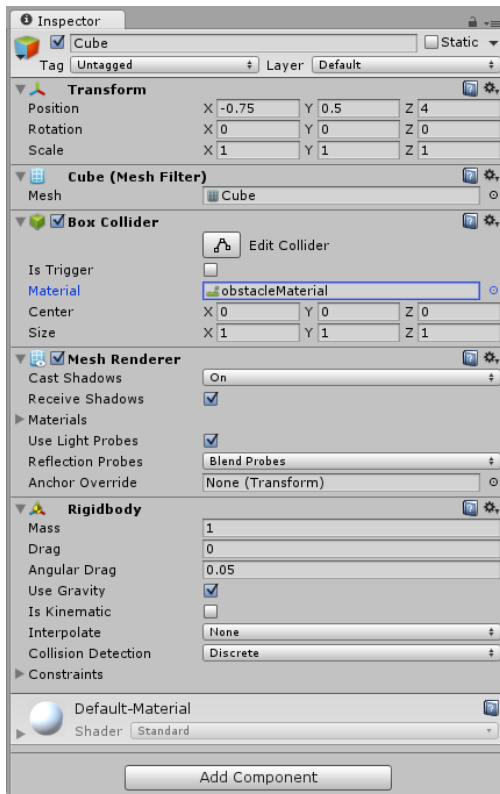 Inspector
Cube Static
Tag Untagged Layer Default
Transform
Position X -0.75 Y 0.5 Z 4
Rotation X 0 Y 0 Z 0
Scale X 1 Y 1 Z 1
Cube (Mesh Filter)
Mesh Cube
Box Collider
Edit Collider
Is Trigger
Material obstacleMaterial
Center X 0 Y 0 Z 0
Size X 1 Y 1 Z 1
Mesh Renderer
Cast Shadows On
Receive Shadows
Materials
Use Light Probes
Reflection Probes Blend Probes
Anchor Override None (Transform)
Rigidbody
Mass 1
Drag 0
Angular Drag 0.05
Use Gravity
Is Kinematic
Interpolate None
Collision Detection Discrete
Constraints
Default-Material
Shader Standard
Add Component